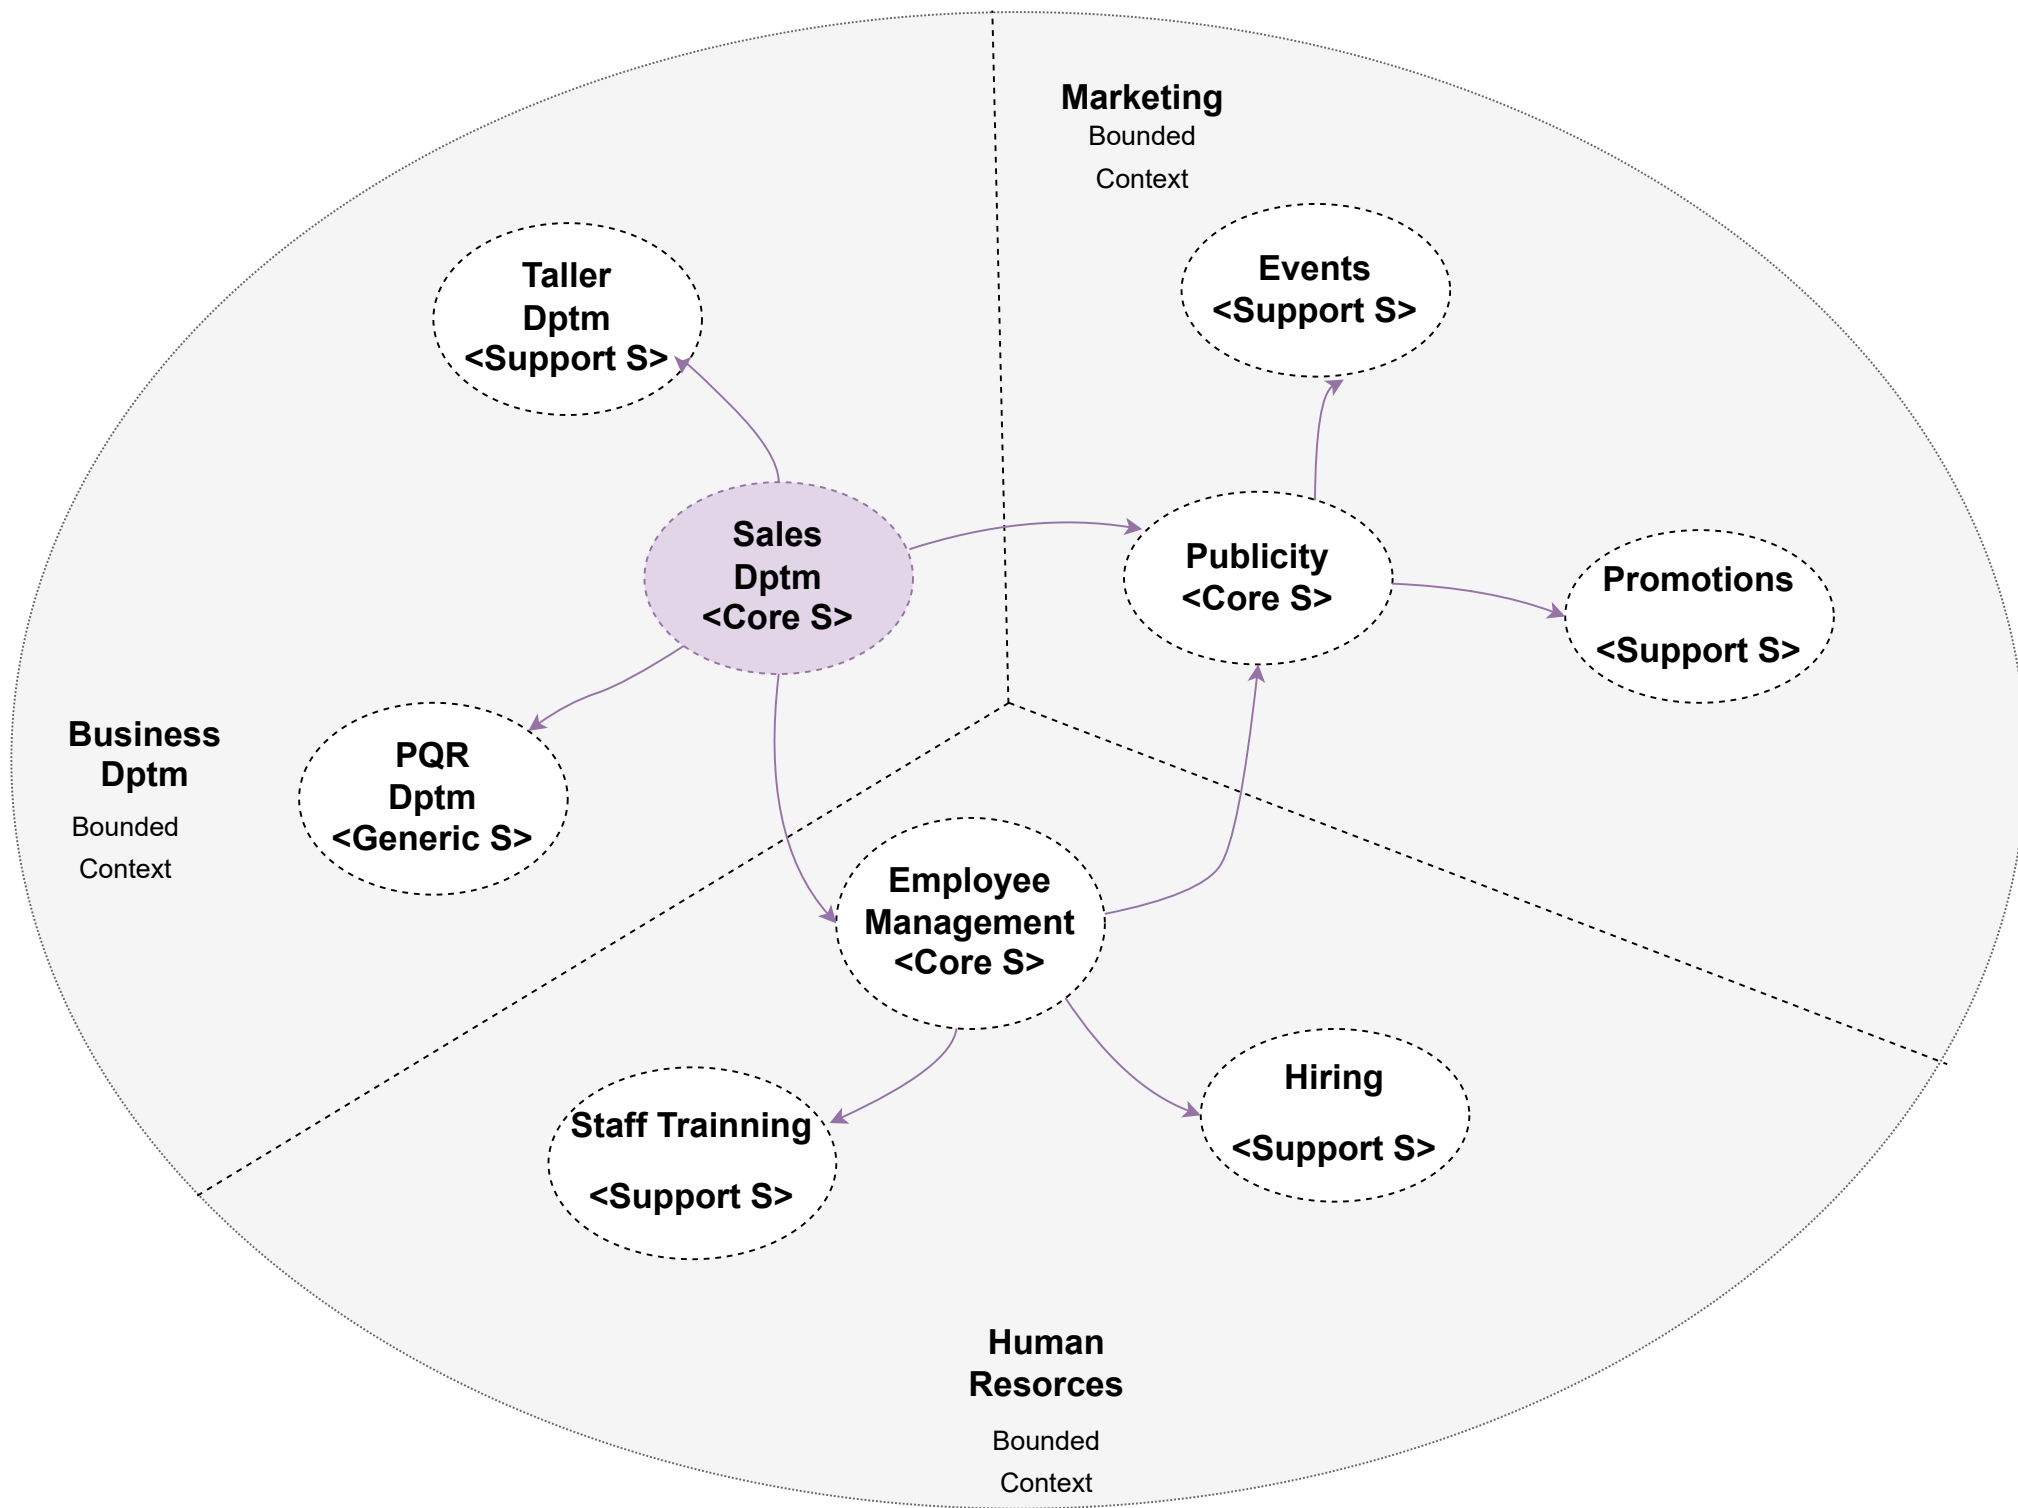 Marketing
Bounded
Context
Taller
Dptm
<Support S>
Events
<Support S>
Sales
Dptm
<Core S>
Publicity
<Core S>
Promotions
<Support S>
Business
Dptm
Bounded
Context
PQR
Dptm
<Generic S>
Employee
Management
<Core S>
Staff Trainning
<Support S>
Hiring
<Support S>
Human
Resorces
Bounded
Context